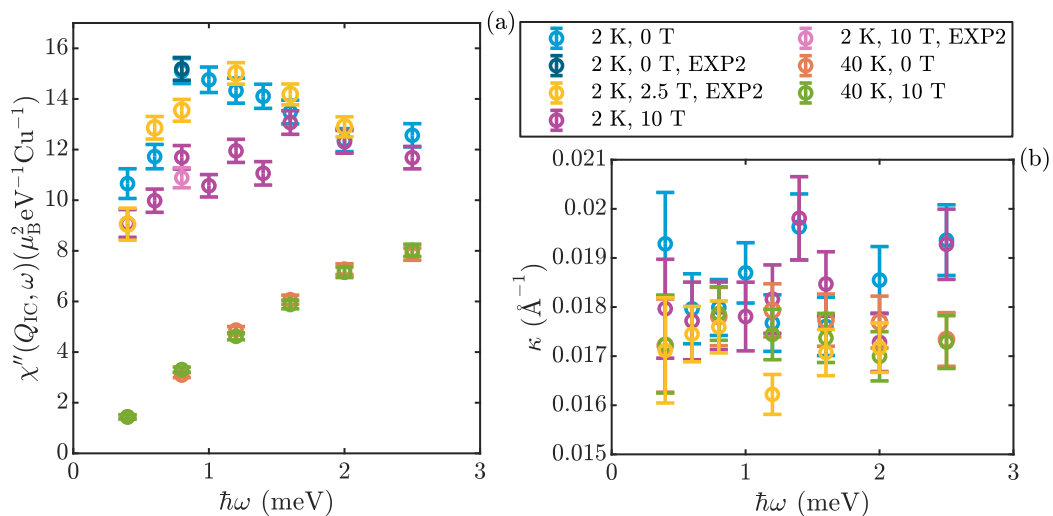 (a)
2 K, 0 T
2 K, 0 T, EXP2
2 K, 2.5 T, EXP2
2 K, 10 T
2 K, 10 T, EXP2
40 K, 0 T
40 K, 10 T
χ′′(Q_IC, ω)(μ_B^2 eV^−1 Cu^−1)
16
14
12
10
8
6
4
2
0
0 1 2 3
ℏω (meV)
(b)
κ (Å^−1)
0.021
0.02
0.019
0.018
0.017
0.016
0.015
0 1 2 3
ℏω (meV)